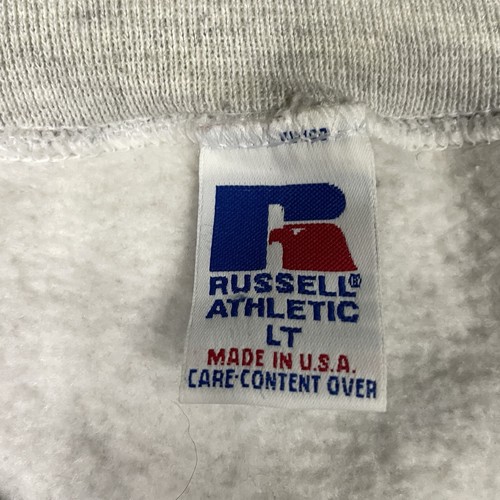 RUSSELL®
ATHLETIC
LT
MADE IN U.S.A.
CARE-CONTENT OVER